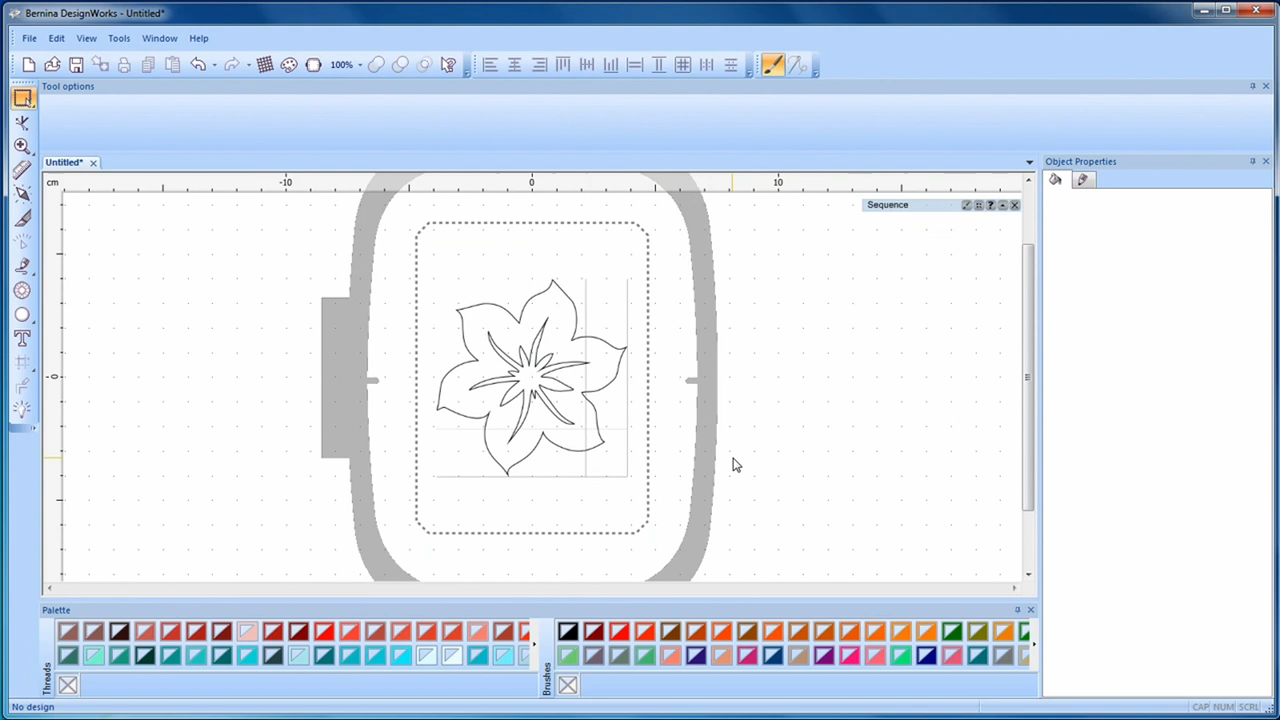 Bernina DesignWorks - Untitled*
File Edit View Tools Window Help
100%
Tool options
Untitled*
Object Properties
cm
-10 0 10
Sequence
0
Palette
Threads
Brushes
No design
CAP NUM SCRL